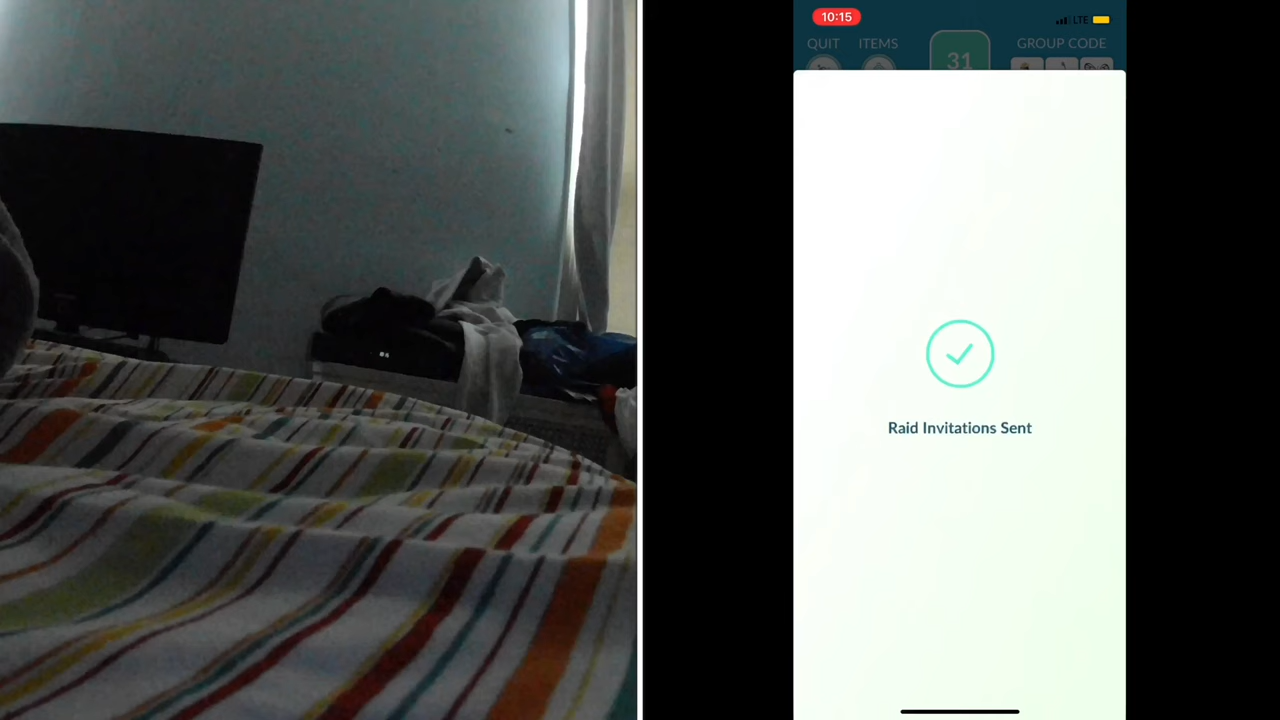 10:15
LTE
QUIT ITEMS
31
GROUP CODE
Raid Invitations Sent